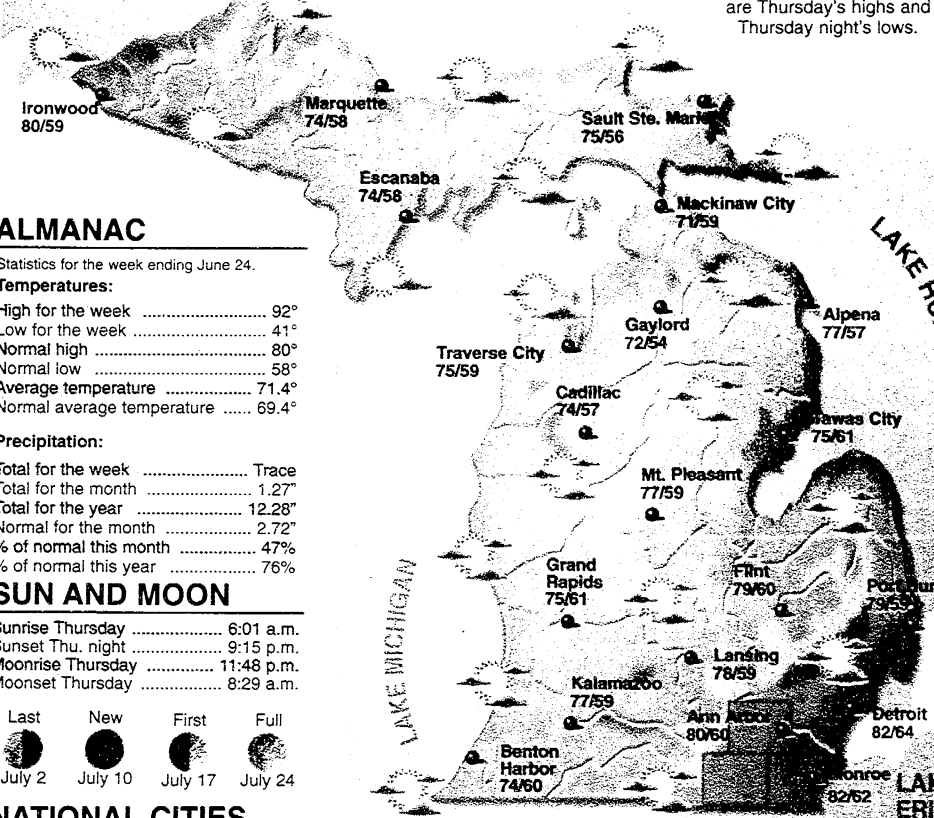 are Thursday's highs and
Thursday night's lows.
Ironwood
80/59
Marquette
74/58
Sault Ste. Marie
75/56
Escanaba
74/58
Mackinaw City
71/59
LAKE
Gaylord
72/54
Alpena
77/57
Traverse City
75/59
Cadillac
74/57
Tawas City
75/61
Mt. Pleasant
77/59
Grand
Rapids
75/61
Flint
79/60
79/59
Lansing
78/59
Kalamazoo
77/59
Ann Arbor
80/60
Detroit
82/64
Benton
Harbor
74/60
Monroe
82/62
LAKE MICHIGAN
ALMANAC
Statistics for the week ending June 24.
Temperatures:
High for the week ........................ 92°
Low for the week ......................... 41°
Normal high ................................ 80°
Normal low .................................. 58°
Average temperature ................. 71.4°
Normal average temperature ...... 69.4°
Precipitation:
Total for the week ..................... Trace
Total for the month .................... 1.27"
Total for the year ..................... 12.28"
Normal for the month ................. 2.72"
% of normal this month ............... 47%
% of normal this year .................. 76%
SUN AND MOON
Sunrise Thursday .................. 6:01 a.m.
Sunset Thu. night .................. 9:15 p.m.
Moonrise Thursday ............. 11:48 p.m.
Moonset Thursday ................ 8:29 a.m.
Last New First Full
July 2 July 10 July 17 July 24
NATIONAL CITIES